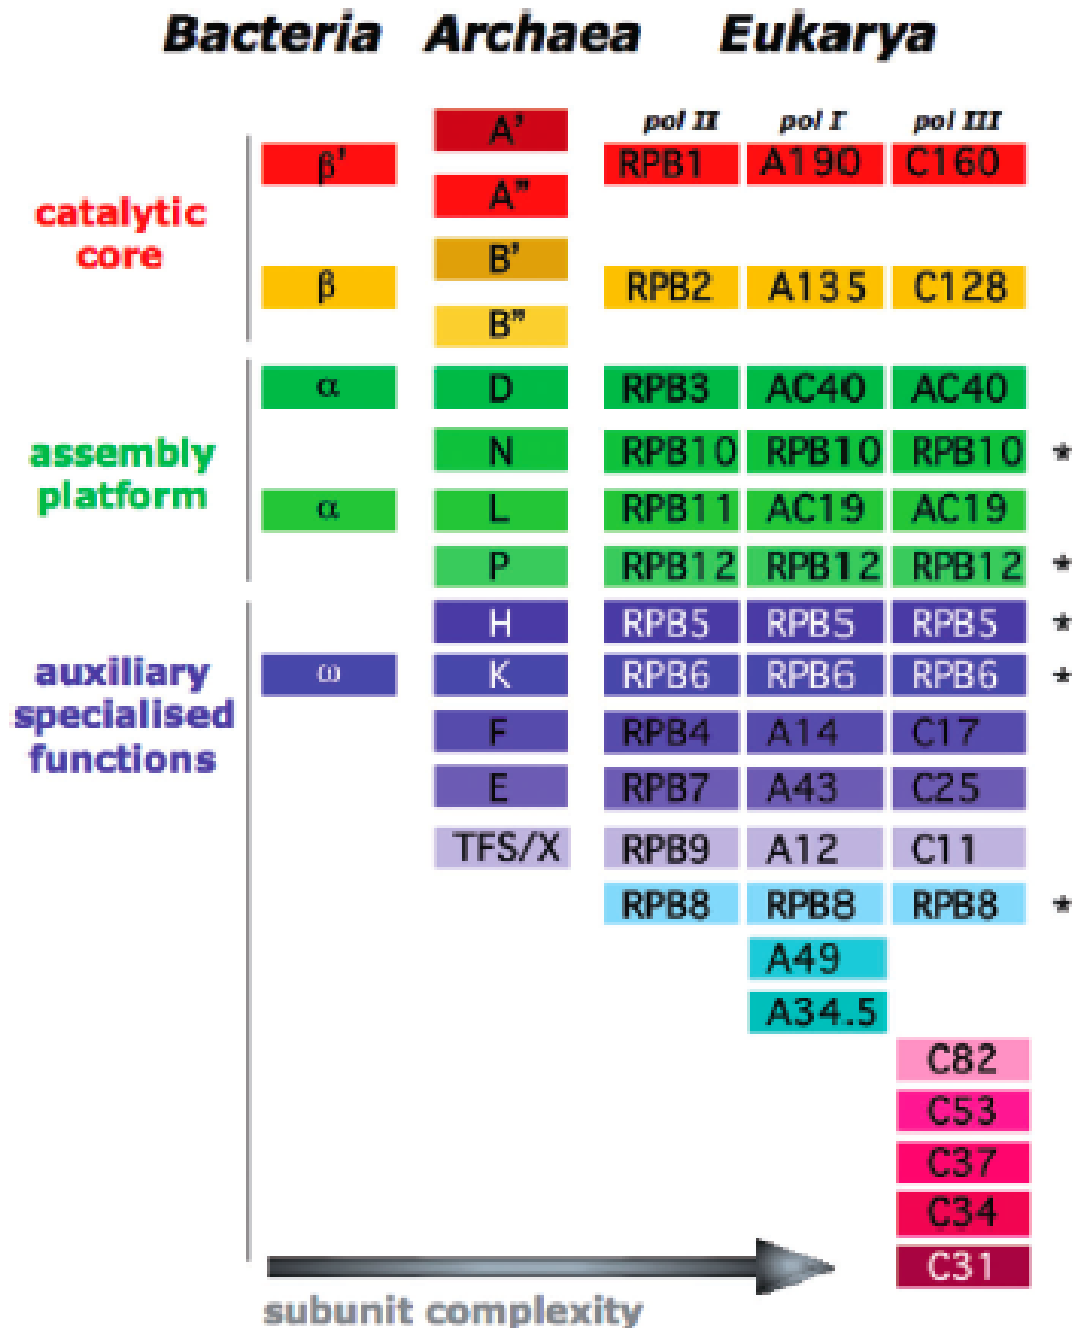 Bacteria Archaea Eukarya
pol II pol I pol III
A'
β' RPB1 A190 C160
A"
catalytic
core
B'
β RPB2 A135 C128
B"
α D RPB3 AC40 AC40
assembly
platform
N RPB10 RPB10 RPB10 *
α L RPB11 AC19 AC19
P RPB12 RPB12 RPB12 *
H RPB5 RPB5 RPB5 *
auxiliary
specialised
functions
ω K RPB6 RPB6 RPB6 *
F RPB4 A14 C17
E RPB7 A43 C25
TFS/X RPB9 A12 C11
RPB8 RPB8 RPB8 *
A49
A34.5
C82
C53
C37
C34
C31
subunit complexity